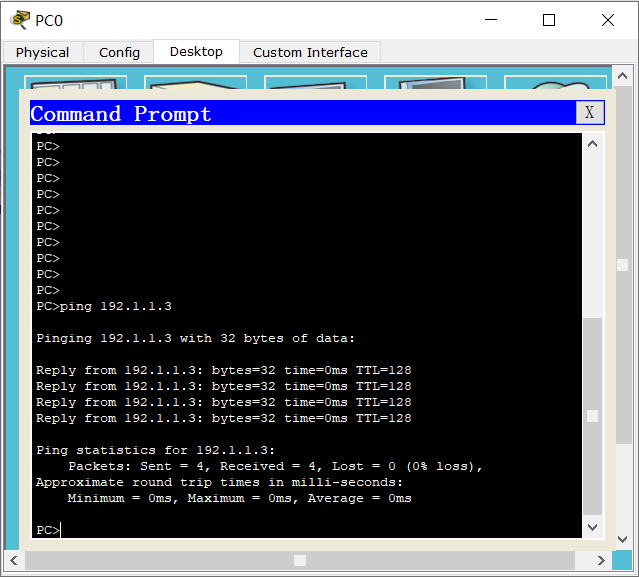 PC0
Physical Config Desktop Custom Interface
Command Prompt X
PC>
PC>
PC>
PC>
PC>
PC>
PC>
PC>
PC>
PC>
PC>ping 192.1.1.3
Pinging 192.1.1.3 with 32 bytes of data:
Reply from 192.1.1.3: bytes=32 time=0ms TTL=128
Reply from 192.1.1.3: bytes=32 time=0ms TTL=128
Reply from 192.1.1.3: bytes=32 time=0ms TTL=128
Reply from 192.1.1.3: bytes=32 time=0ms TTL=128
Ping statistics for 192.1.1.3:
    Packets: Sent = 4, Received = 4, Lost = 0 (0% loss),
Approximate round trip times in milli-seconds:
    Minimum = 0ms, Maximum = 0ms, Average = 0ms
PC>